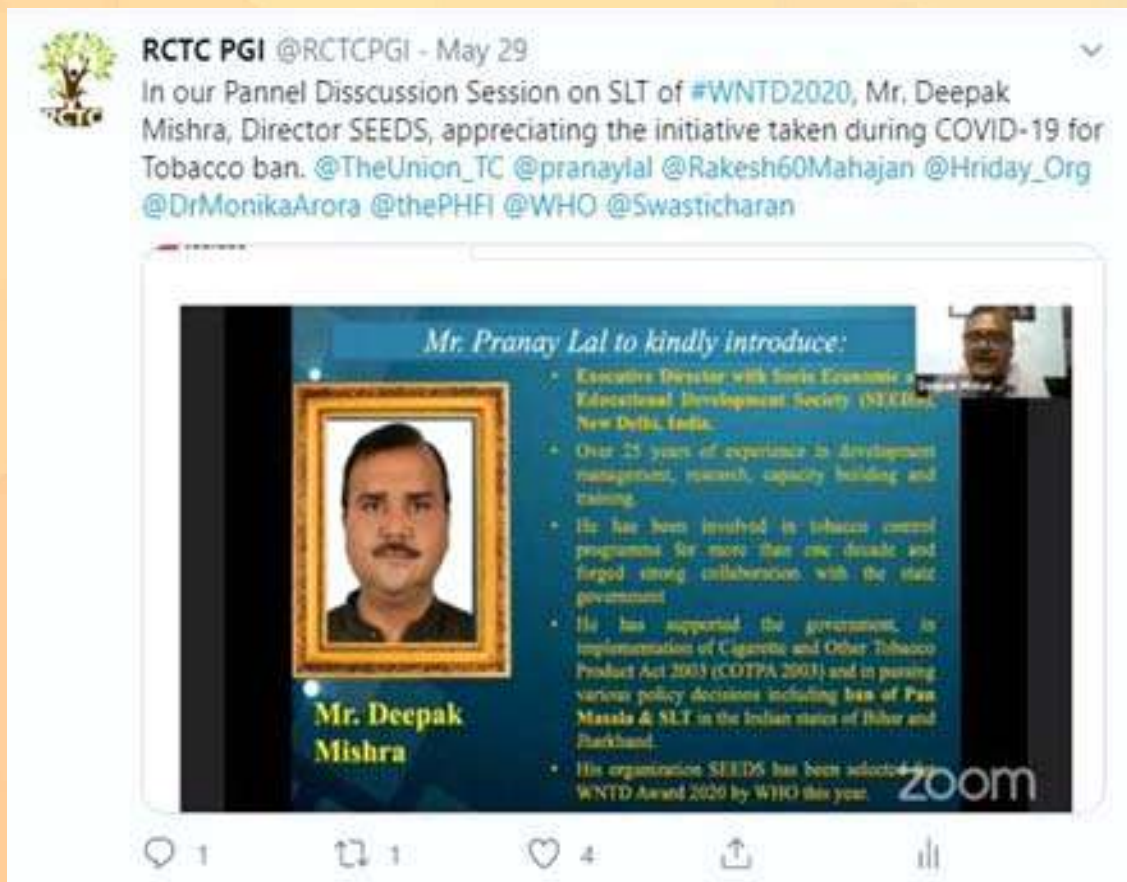 RCTC PGI @RCTCPGI - May 29
In our Pannel Disscussion Session on SLT of #WNTD2020, Mr. Deepak
Mishra, Director SEEDS, appreciating the initiative taken during COVID-19 for
Tobacco ban. @TheUnion_TC @pranaylal @Rakesh60Mahajan @Hriday_Org
@DrMonikaArora @thePHFI @WHO @Swasticharan
RCTC
Mr. Pranay Lal to kindly introduce:
• Executive Director with Socio Economic
Educational Development Society (SEEDS),
New Delhi, India.
• Over 25 years of experience in development
management, research, capacity building and
training.
• He has been involved in tobacco control
programme for more than one decade and
forged strong collaboration with the state
government
• He has supported the government, in
implementation of Cigarette and Other Tobacco
Product Act 2003 (COTPA 2003) and in pursing
various policy decisions including ban of Pan
Masala & SLT in the Indian states of Bihar and
Jharkhand.
• His organization SEEDS has been selected
WNTD Award 2020 by WHO this year.
Mr. Deepak
Mishra
Deepak
zoom
1
1
4